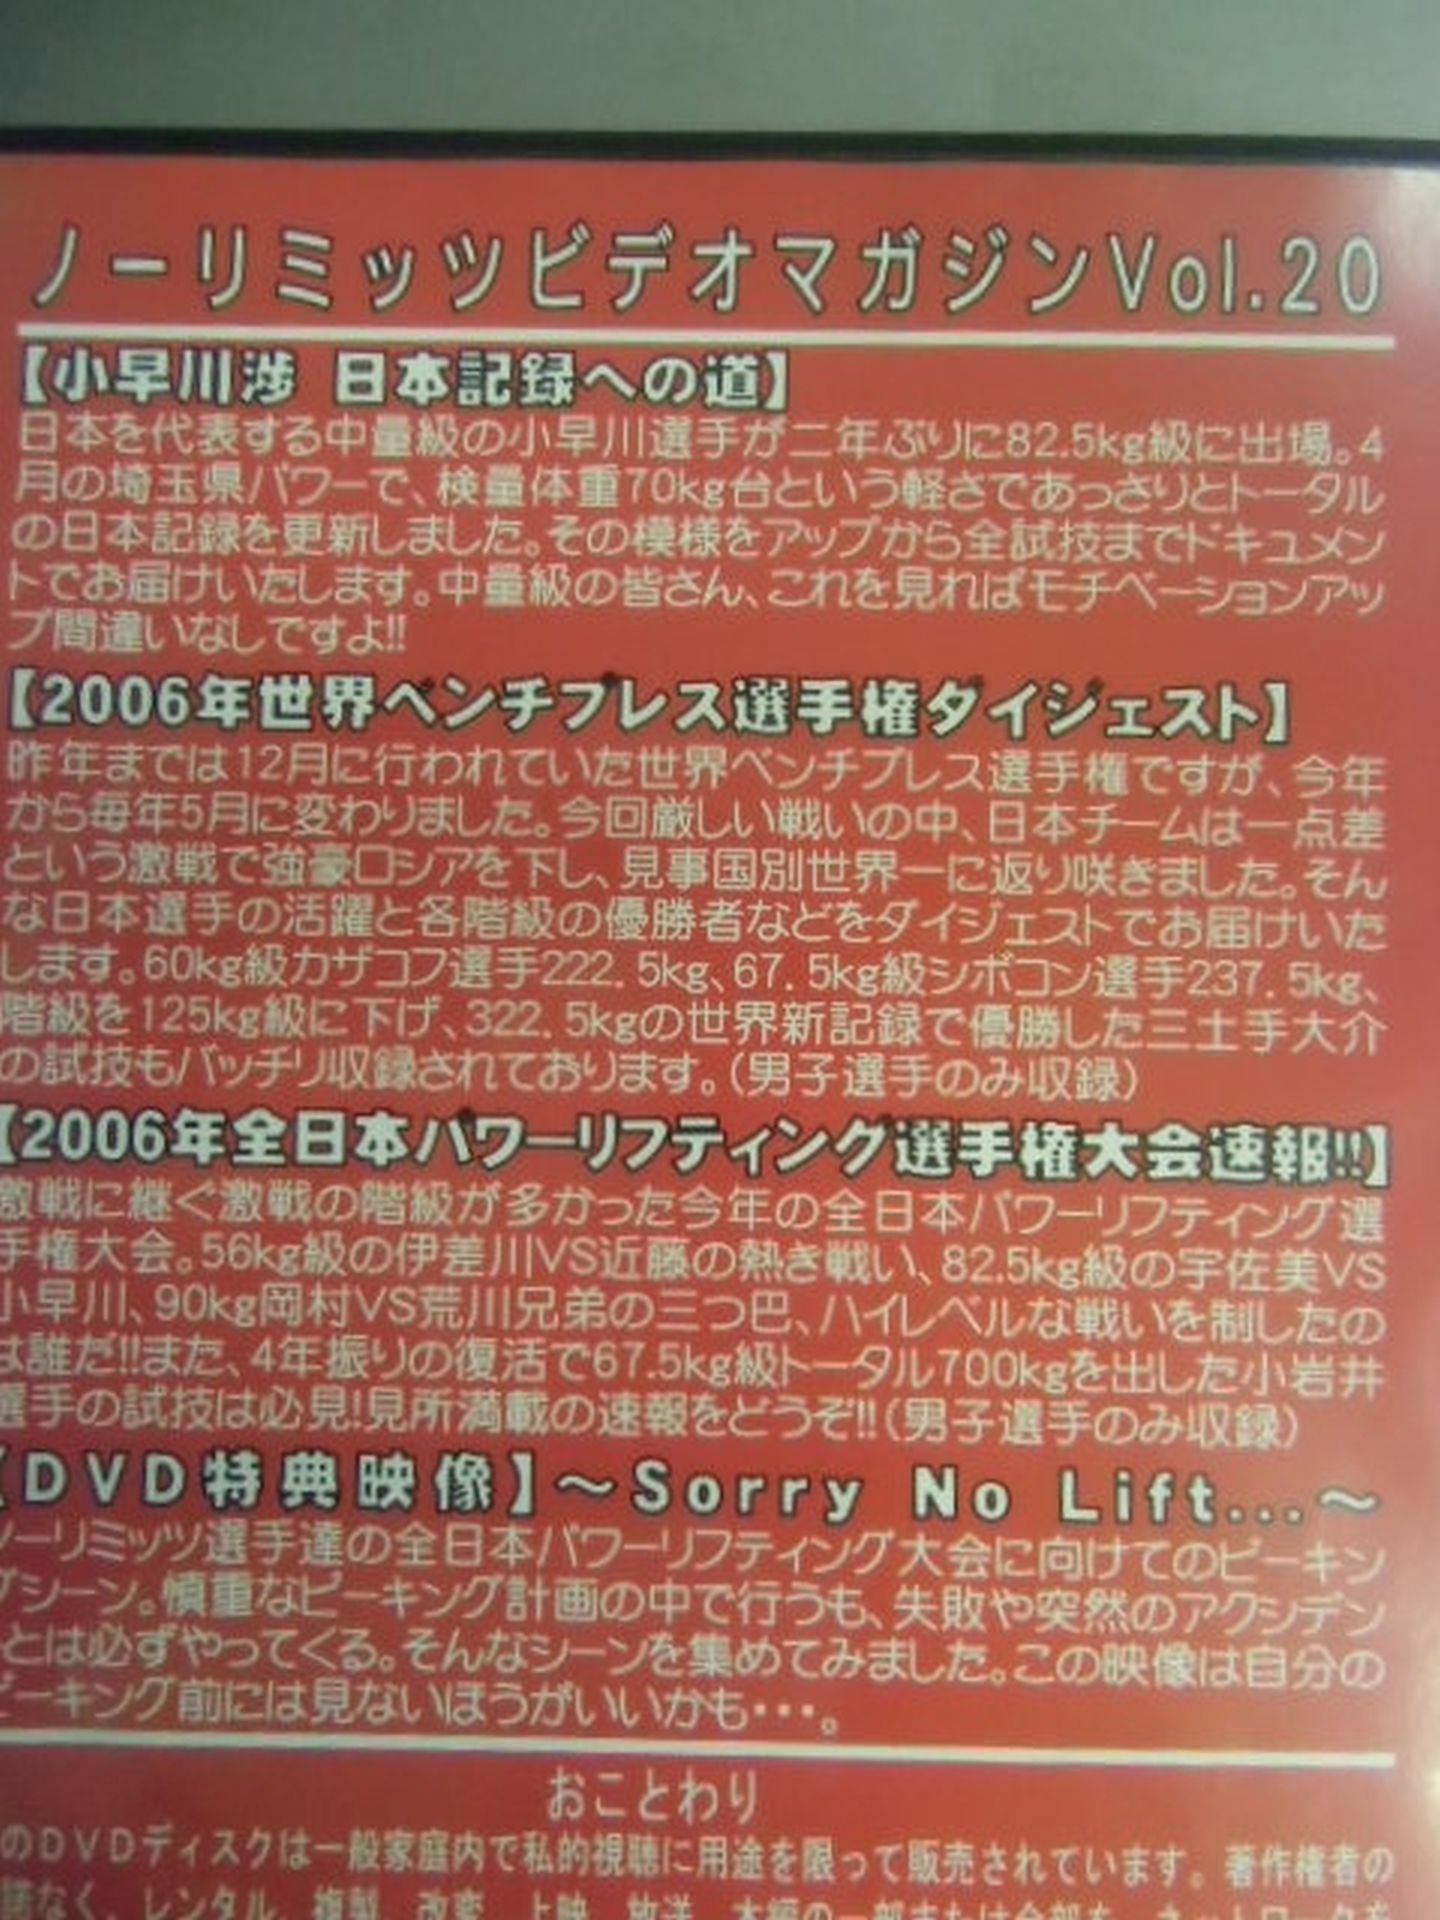 ノーリミッツビデオマガジンVol.20
【小早川渉 日本記録への道】
日本を代表する中量級の小早川選手が二年ぶりに82.5kg級に出場。4
月の埼玉県パワーで、検量体重70kg台という軽さであっさりとトータル
の日本記録を更新しました。その模様をアップから全試技までドキュメン
トでお届けいたします。中量級の皆さん、これを見ればモチベーションアッ
プ間違いなしですよ!!
【2006年世界ベンチプレス選手権ダイジェスト】
昨年までは12月に行われていた世界ベンチプレス選手権ですが、今年
から毎年5月に変わりました。今回厳しい戦いの中、日本チームは一点差
という激戦で強豪ロシアを下し、見事国別世界一に返り咲きました。そん
な日本選手の活躍と各階級の優勝者などをダイジェストでお届けいた
します。60kg級カザコフ選手222.5kg、67.5kg級シボコン選手237.5kg、
階級を125kg級に下げ、322.5kgの世界新記録で優勝した三土手大介
の試技もバッチリ収録されております。(男子選手のみ収録)
【2006年全日本パワーリフティング選手権大会速報!!】
激戦に継ぐ激戦の階級が多かった今年の全日本パワーリフティング選
手権大会。56kg級の伊差川VS近藤の熱き戦い、82.5kg級の宇佐美VS
小早川、90kg岡村VS荒川兄弟の三つ巴、ハイレベルな戦いを制したの
は誰だ!!また、4年振りの復活で67.5kg級トータル700kgを出した小岩井
選手の試技は必見!見所満載の速報をどうぞ!!(男子選手のみ収録)
【DVD特典映像】～Sorry No Lift...～
ノーリミッツ選手達の全日本パワーリフティング大会に向けてのピーキン
グシーン。慎重なピーキング計画の中で行うも、失敗や突然のアクシデン
とは必ずやってくる。そんなシーンを集めてみました。この映像は自分の
ピーキング前には見ないほうがいいかも・・・。
おことわり
のDVDディスクは一般家庭内で私的視聴に用途を限って販売されています。著作権者の
なく、レンタル、複製、改変、上映、放送、本編の一部または全部を、ネットワークを